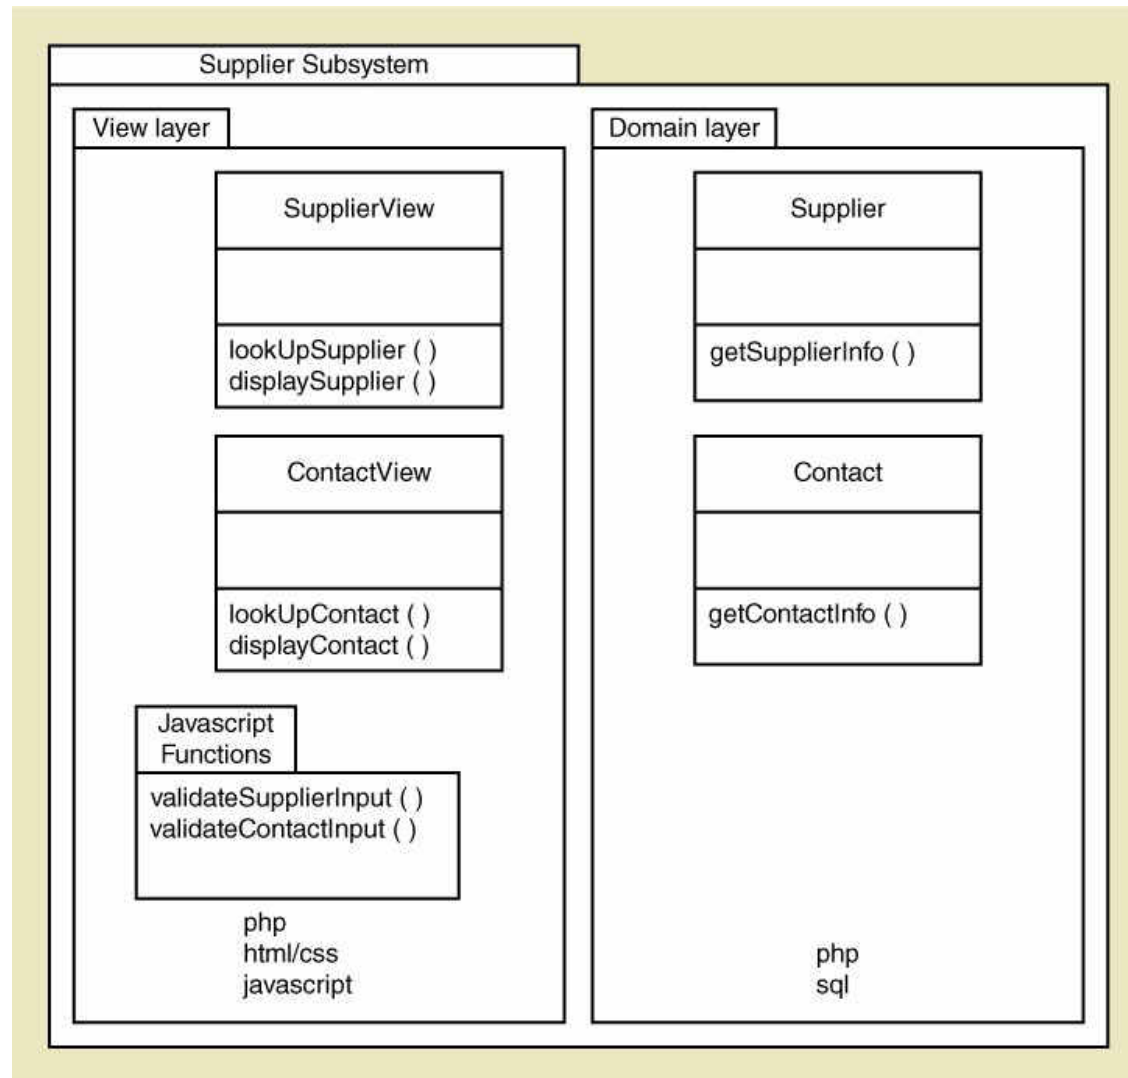 Supplier Subsystem
View layer
SupplierView
lookUpSupplier ( )
displaySupplier ( )
ContactView
lookUpContact ( )
displayContact ( )
Javascript
Functions
validateSupplierInput ( )
validateContactInput ( )
php
html/css
javascript
Domain layer
Supplier
getSupplierInfo ( )
Contact
getContactInfo ( )
php
sql